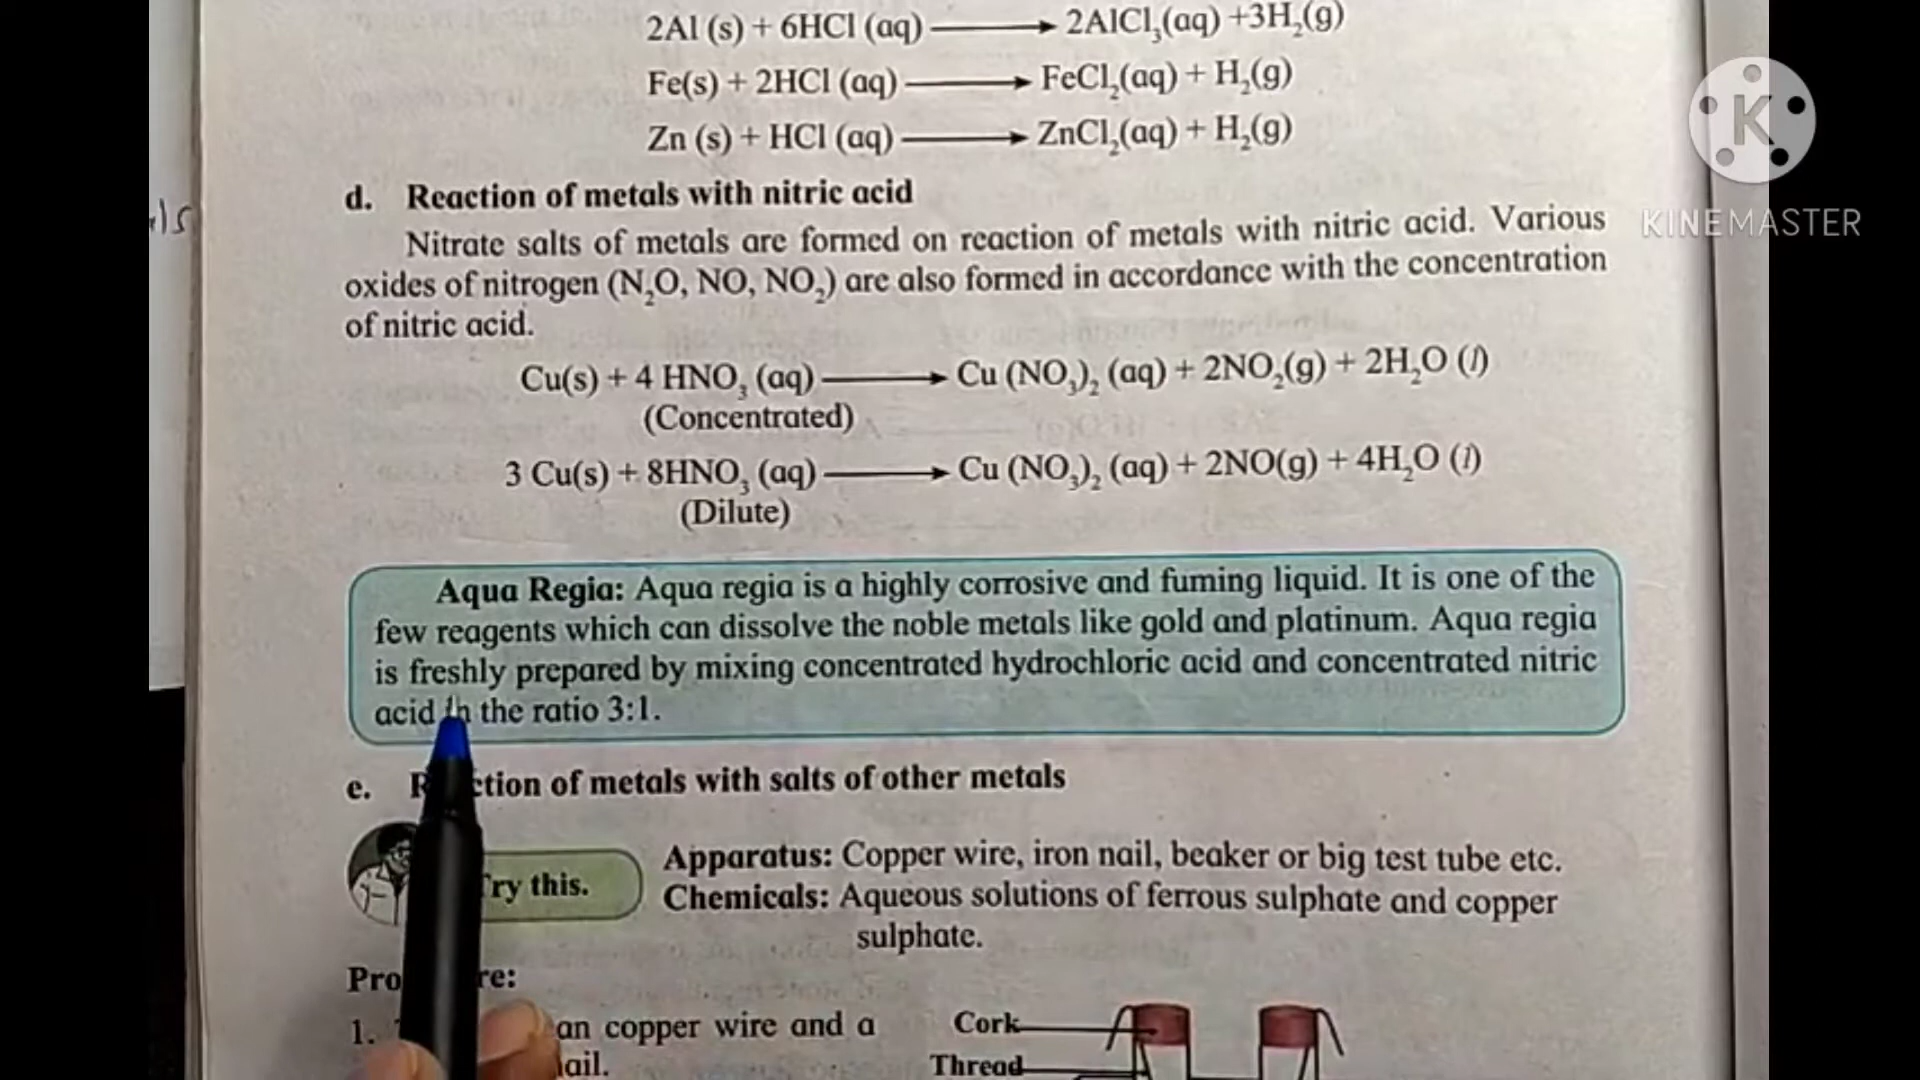 2Al (s) + 6HCl (aq) ⟶ 2AlCl₃(aq) +3H₂(g)
Fe(s) + 2HCl (aq) ⟶ FeCl₂(aq) + H₂(g)
Zn (s) + HCl (aq) ⟶ ZnCl₂(aq) + H₂(g)
K
KINEMASTER
d. Reaction of metals with nitric acid
Nitrate salts of metals are formed on reaction of metals with nitric acid. Various
oxides of nitrogen (N₂O, NO, NO₂) are also formed in accordance with the concentration
of nitric acid.
Cu(s) + 4 HNO₃ (aq) ⟶ Cu (NO₃)₂ (aq) + 2NO₂(g) + 2H₂O (l)
(Concentrated)
3 Cu(s) + 8HNO₃ (aq) ⟶ Cu (NO₃)₂ (aq) + 2NO(g) + 4H₂O (l)
(Dilute)
Aqua Regia: Aqua regia is a highly corrosive and fuming liquid. It is one of the
few reagents which can dissolve the noble metals like gold and platinum. Aqua regia
is freshly prepared by mixing concentrated hydrochloric acid and concentrated nitric
acid in the ratio 3:1.
e. Reaction of metals with salts of other metals
Try this.
Apparatus: Copper wire, iron nail, beaker or big test tube etc.
Chemicals: Aqueous solutions of ferrous sulphate and copper
sulphate.
Procedure:
1. an copper wire and a
nail.
Cork
Thread